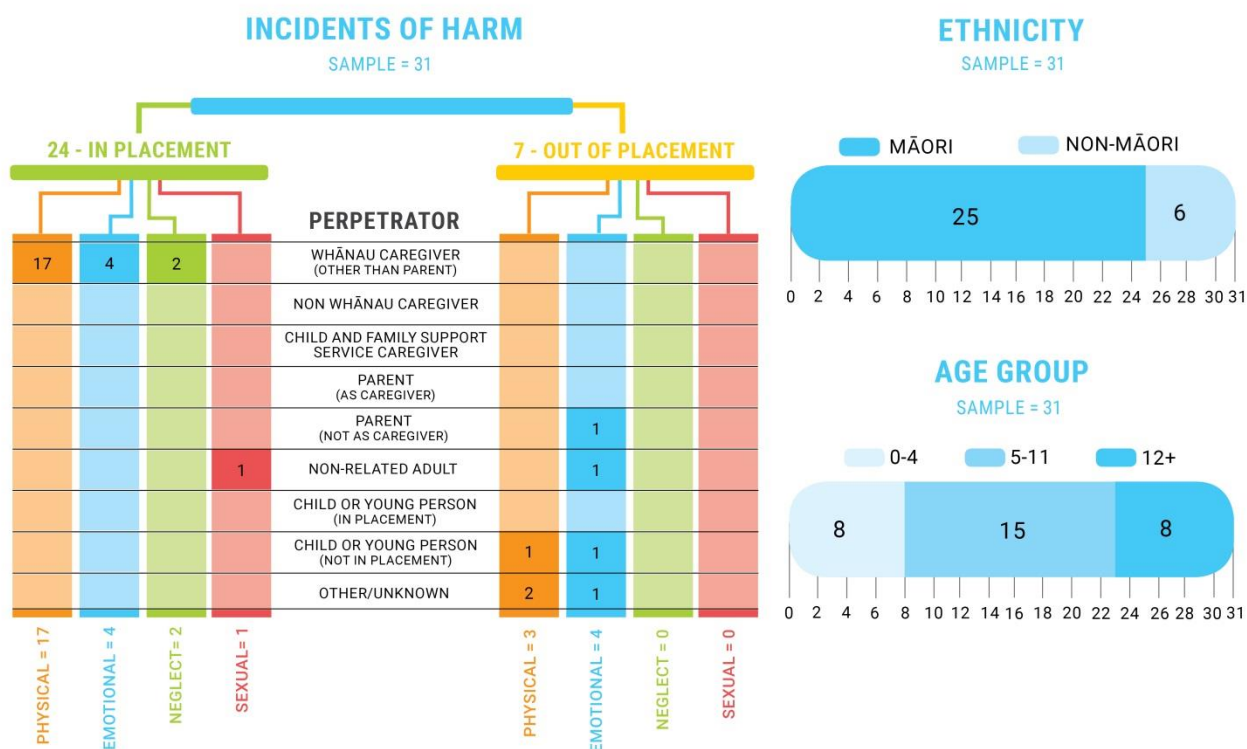 INCIDENTS OF HARM
SAMPLE = 31
24 - IN PLACEMENT
7 - OUT OF PLACEMENT
PERPETRATOR
17 4 2 WHĀNAU CAREGIVER
(OTHER THAN PARENT)
NON WHĀNAU CAREGIVER
CHILD AND FAMILY SUPPORT
SERVICE CAREGIVER
PARENT
(AS CAREGIVER)
PARENT
(NOT AS CAREGIVER) 1
1 NON-RELATED ADULT 1
CHILD OR YOUNG PERSON
(IN PLACEMENT)
CHILD OR YOUNG PERSON
(NOT IN PLACEMENT) 1 1
OTHER/UNKNOWN 2 1
PHYSICAL = 17
EMOTIONAL = 4
NEGLECT= 2
SEXUAL= 1
PHYSICAL = 3
EMOTIONAL = 4
NEGLECT=0
SEXUAL = 0
ETHNICITY
SAMPLE = 31
MĀORI NON-MĀORI
25 6
0 2 4 6 8 10 12 14 16 18 20 22 24 26 28 30 31
AGE GROUP
SAMPLE = 31
0-4 5-11 12+
8 15 8
0 2 4 6 8 10 12 14 16 18 20 22 24 26 28 30 31